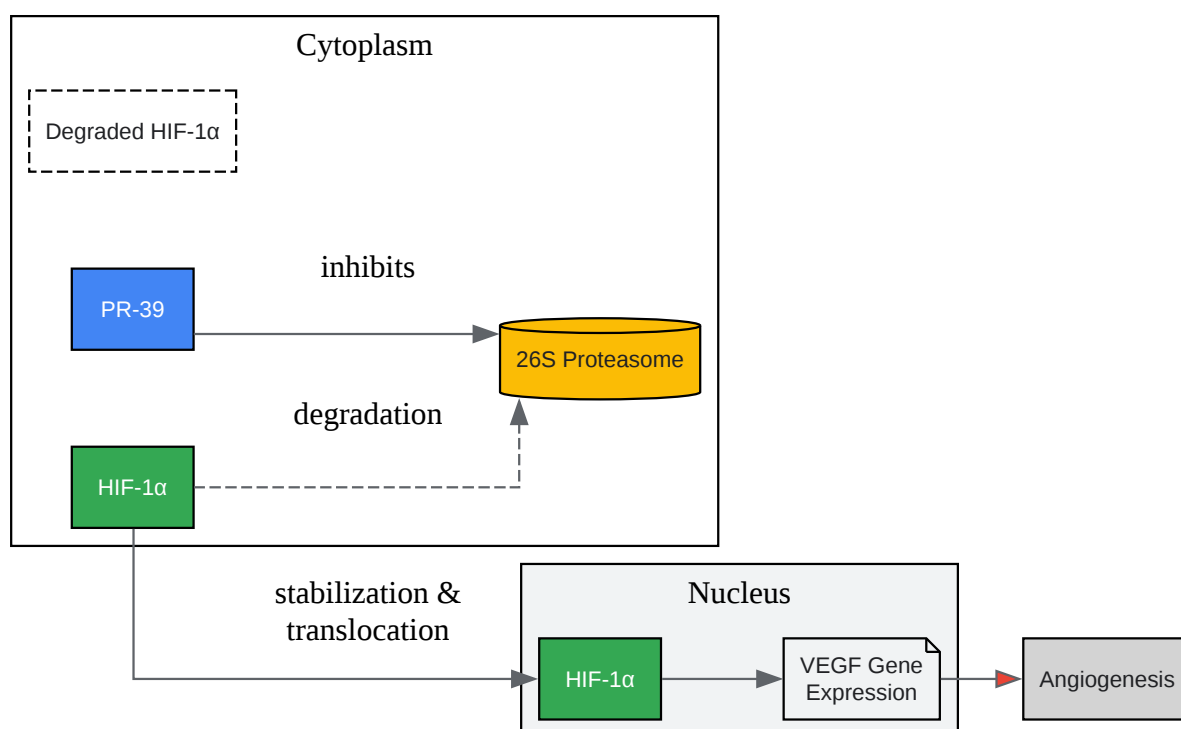 Cytoplasm
Degraded HIF-1α
inhibits
PR-39
26S Proteasome
degradation
HIF-1α
stabilization &
translocation
Nucleus
HIF-1α
VEGF Gene
Expression
Angiogenesis